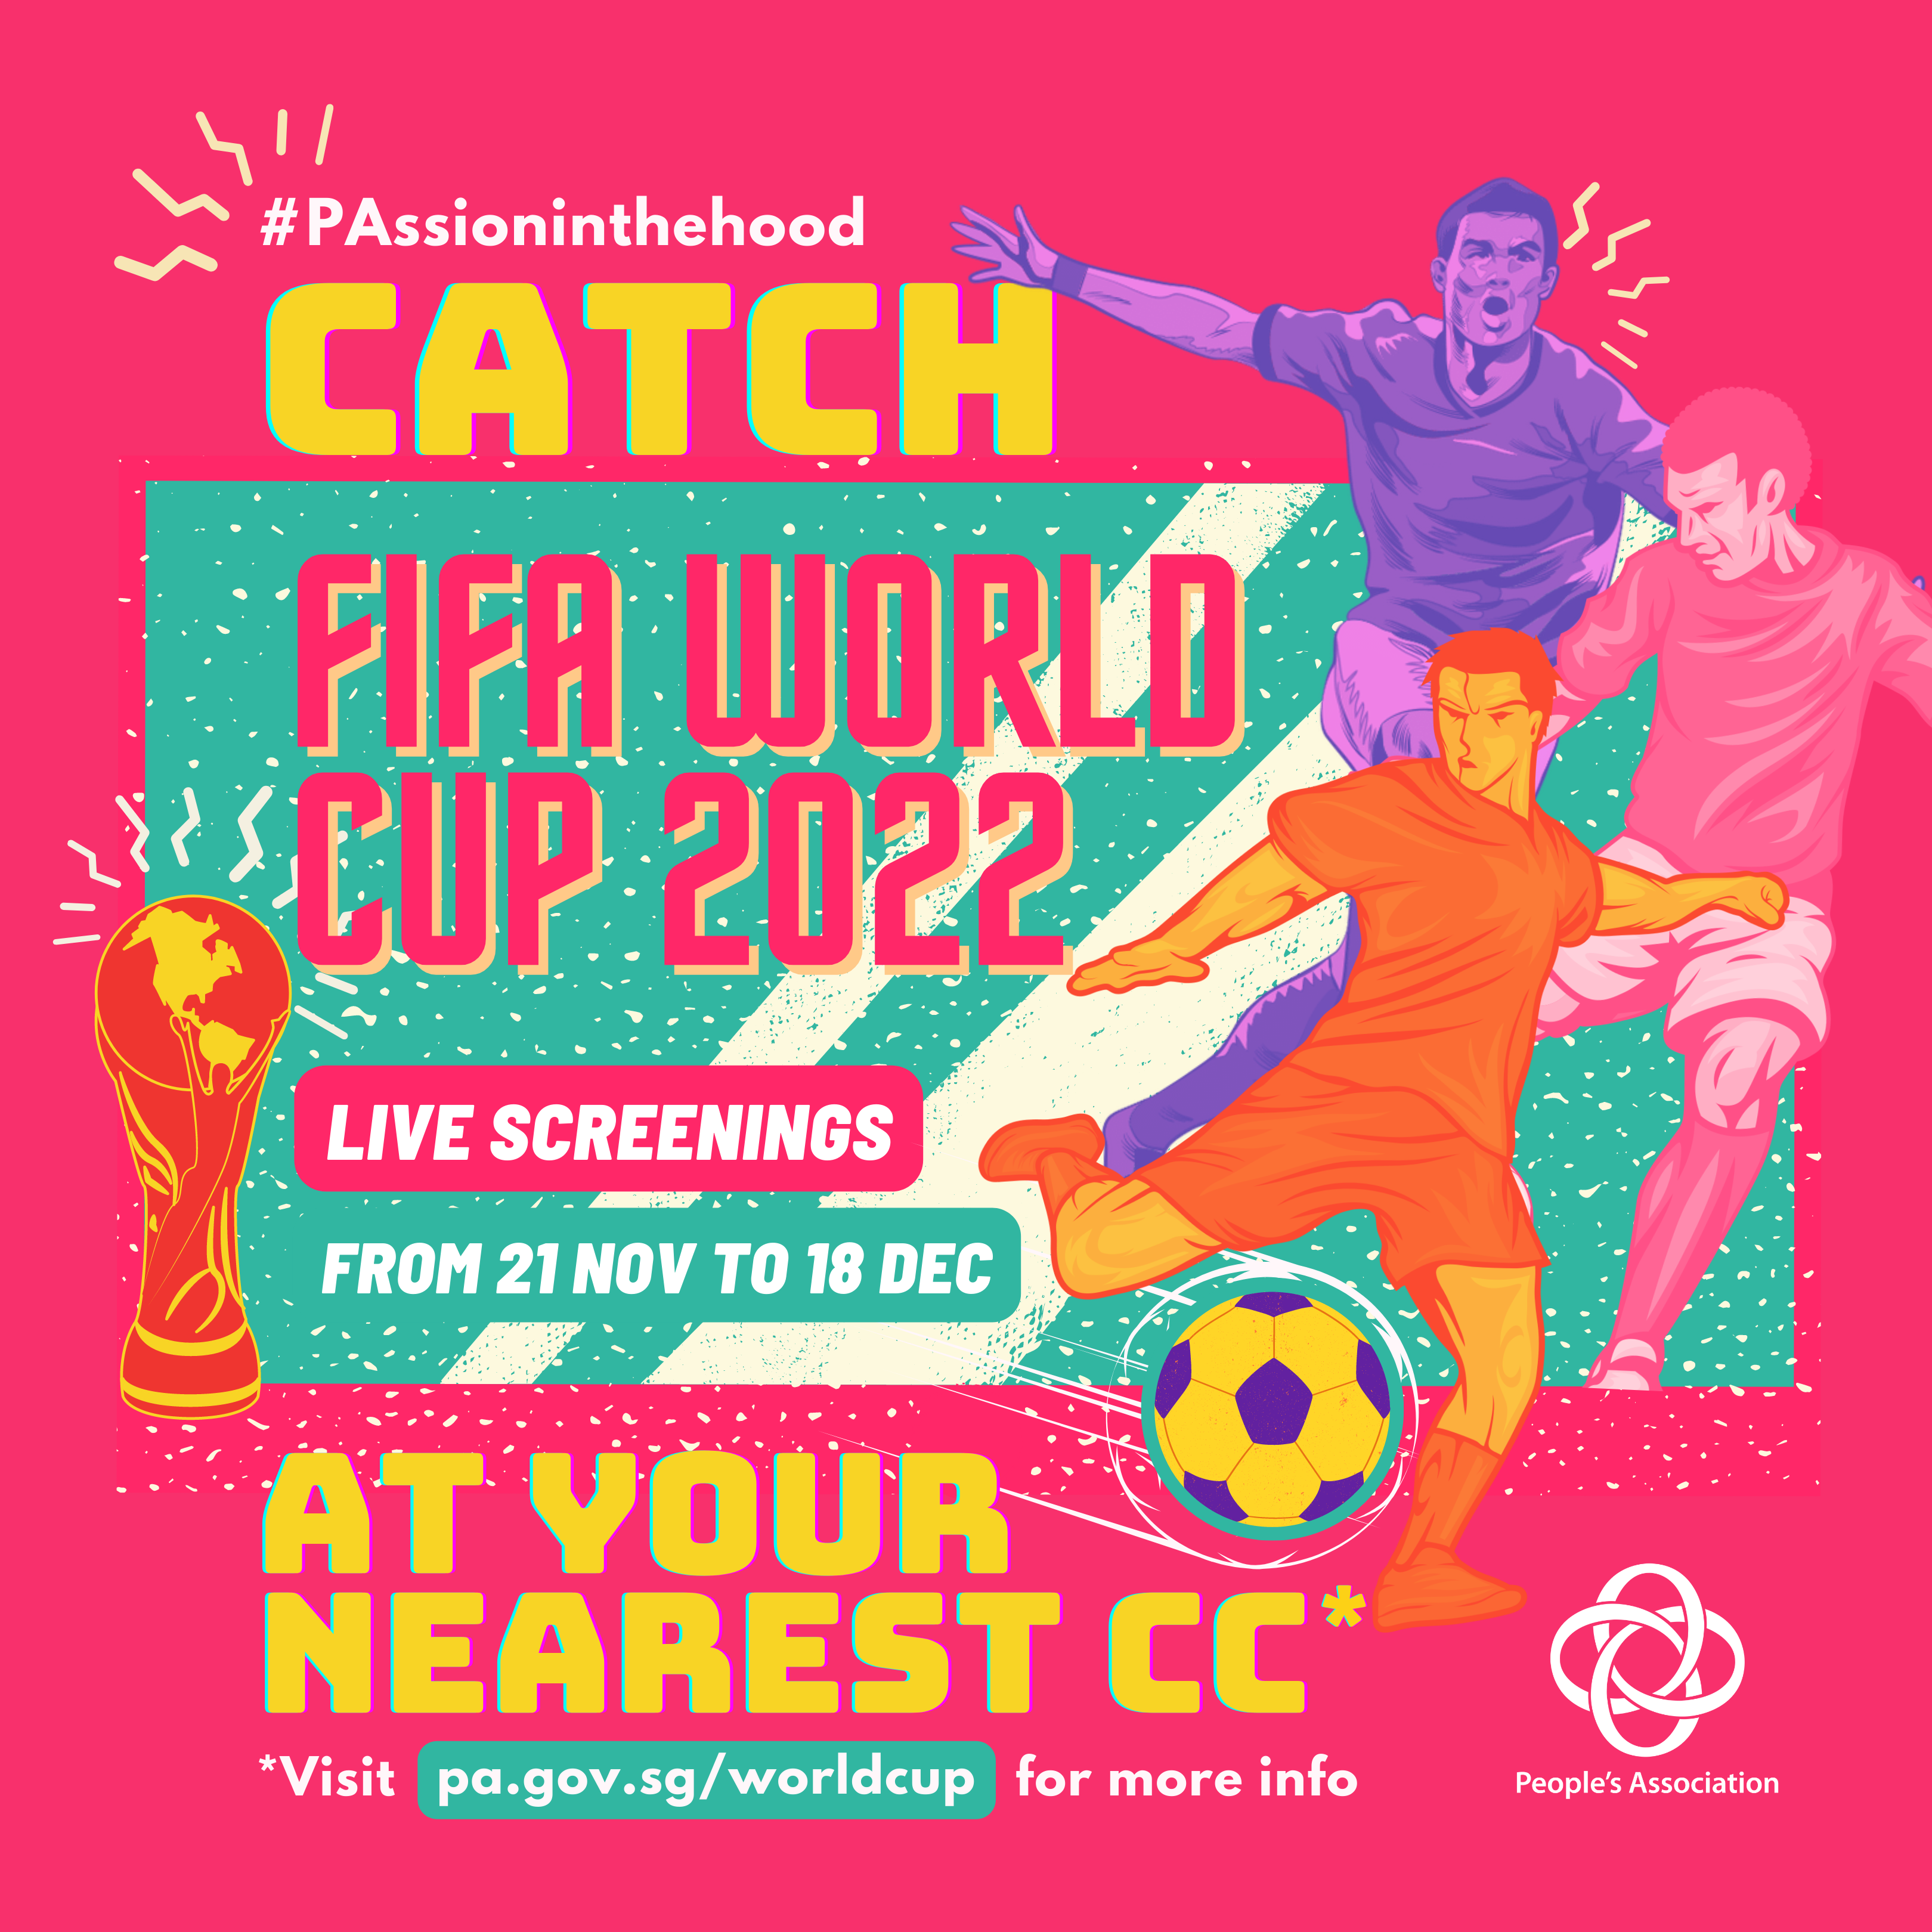 #PAssioninthehood
CATCH
FIFA WORLD
CUP 2022
LIVE SCREENINGS
FROM 21 NOV TO 18 DEC
AT YOUR
NEAREST CC*
*Visit pa.gov.sg/worldcup for more info
People's Association